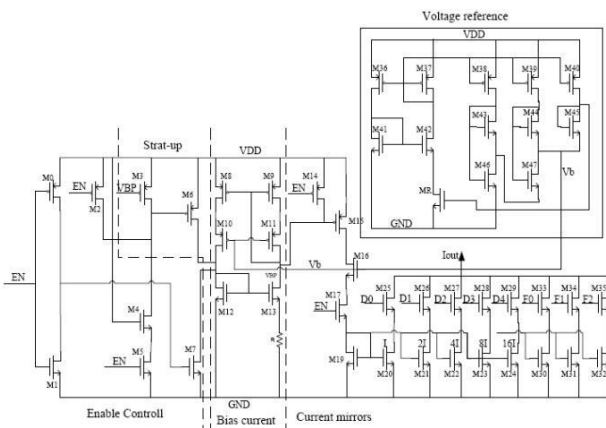 Voltage reference
VDD
M36 M37 M38 M39 M40
M41 M42 M43 M44 M45
MR M46 M47
Vb
GND
Strat-up
VDD
M0 EN M2 VBP M3 M6 M8 M9 EN M14 M15
M10 M11 M16
Vb
EN
VBP
M12 M13
R
M4
EN M5 M7
M1
EN M17
M19
Iout
M25 M26 M27 M28 M29 M33 M34 M35
D0 D1 D2 D3 D4 F0 F1 F2
I 2I 4I 8I 16I
M20 M21 M22 M23 M24 M30 M31 M32
GND
Enable Controll
Bias current
Current mirrors